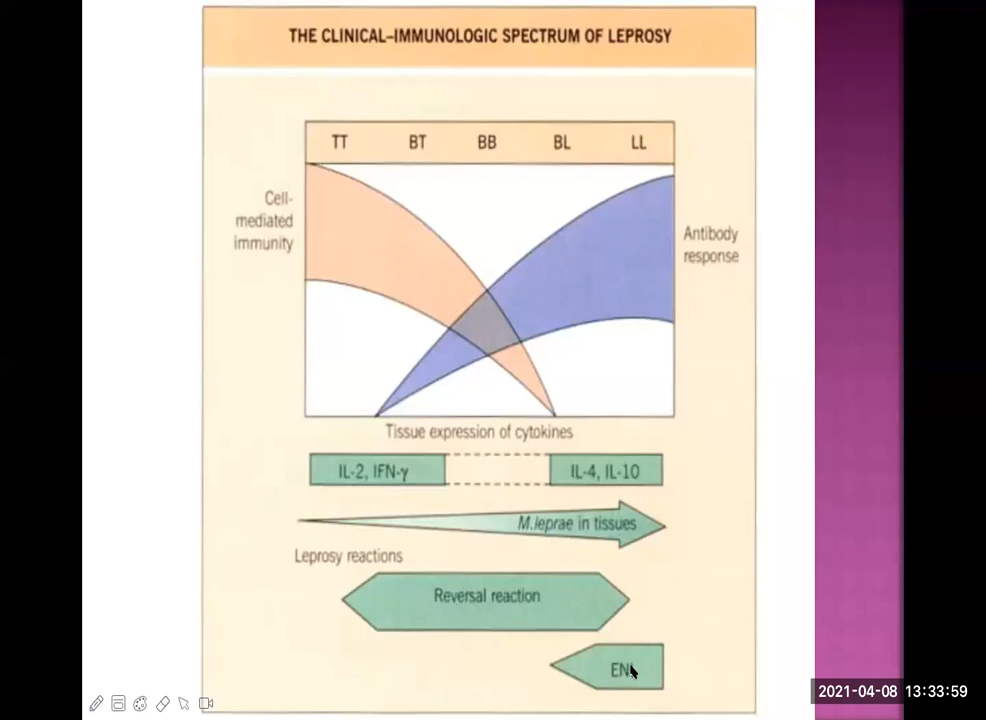 THE CLINICAL–IMMUNOLOGIC SPECTRUM OF LEPROSY
TT BT BB BL LL
Cell-
mediated
immunity
Antibody
response
Tissue expression of cytokines
IL-2, IFN-γ
IL-4, IL-10
M.leprae in tissues
Leprosy reactions
Reversal reaction
2021-04-08 13:33:59